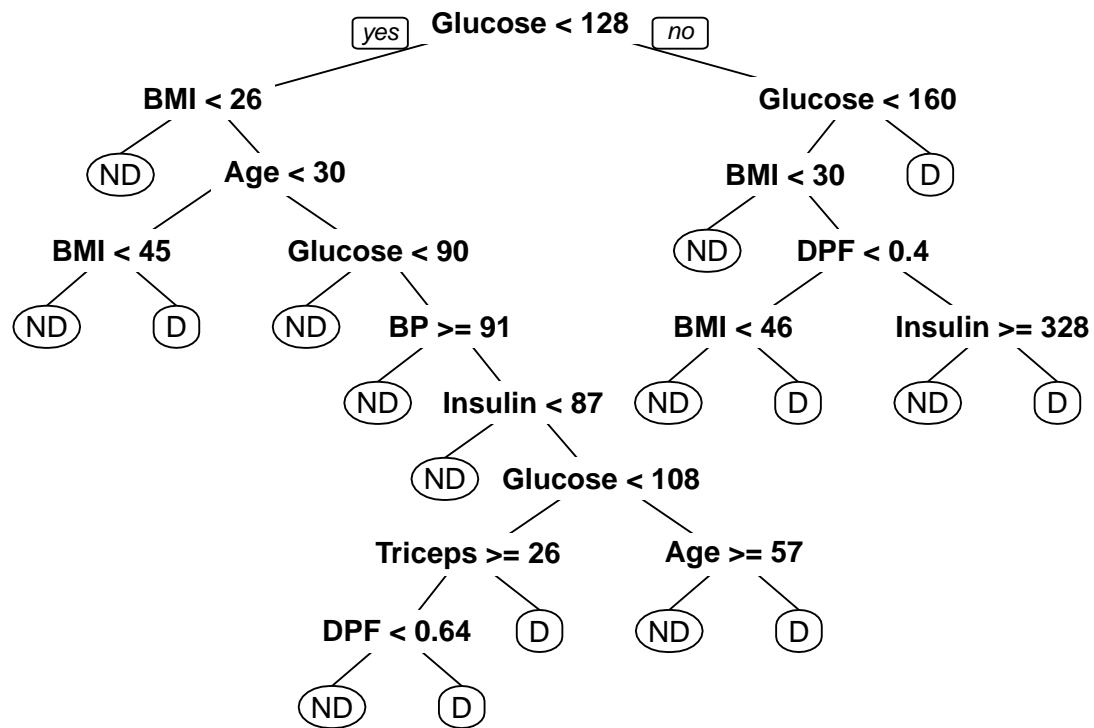 yes Glucose < 128 no
BMI < 26 Glucose < 160
ND Age < 30 BMI < 30 D
BMI < 45 Glucose < 90 ND DPF < 0.4
ND D ND BP >= 91 BMI < 46 Insulin >= 328
ND Insulin < 87 ND D ND D
ND Glucose < 108
Triceps >= 26 Age >= 57
DPF < 0.64 D ND D
ND D